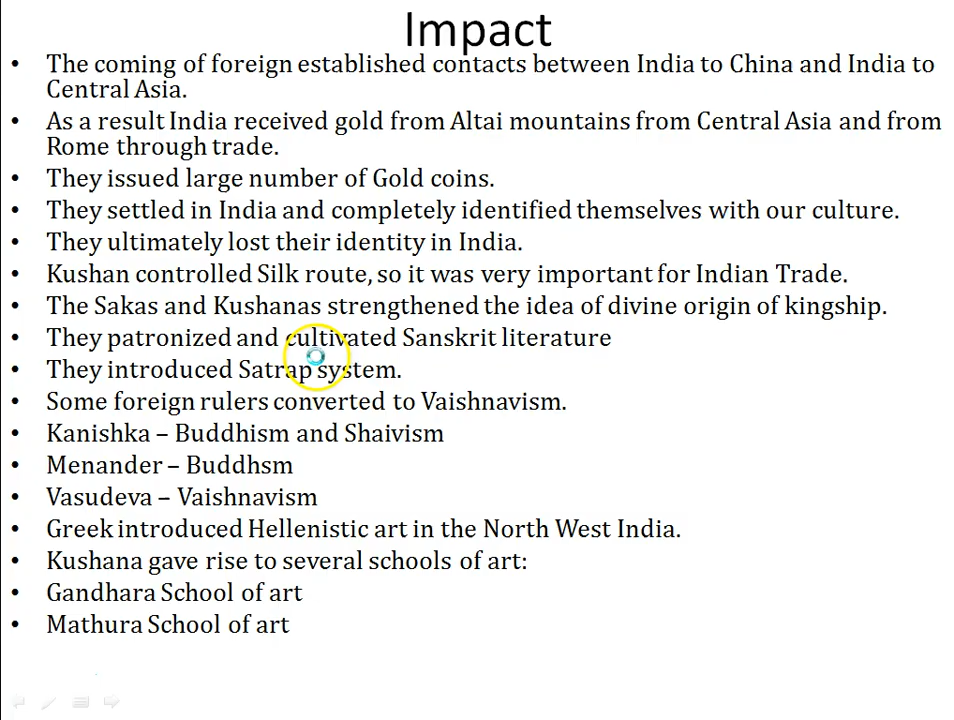 Impact
• The coming of foreign established contacts between India to China and India to
Central Asia.
• As a result India received gold from Altai mountains from Central Asia and from
Rome through trade.
• They issued large number of Gold coins.
• They settled in India and completely identified themselves with our culture.
• They ultimately lost their identity in India.
• Kushan controlled Silk route, so it was very important for Indian Trade.
• The Sakas and Kushanas strengthened the idea of divine origin of kingship.
• They patronized and cultivated Sanskrit literature
• They introduced Satrap system.
• Some foreign rulers converted to Vaishnavism.
• Kanishka – Buddhism and Shaivism
• Menander – Buddhsm
• Vasudeva – Vaishnavism
• Greek introduced Hellenistic art in the North West India.
• Kushana gave rise to several schools of art:
• Gandhara School of art
• Mathura School of art